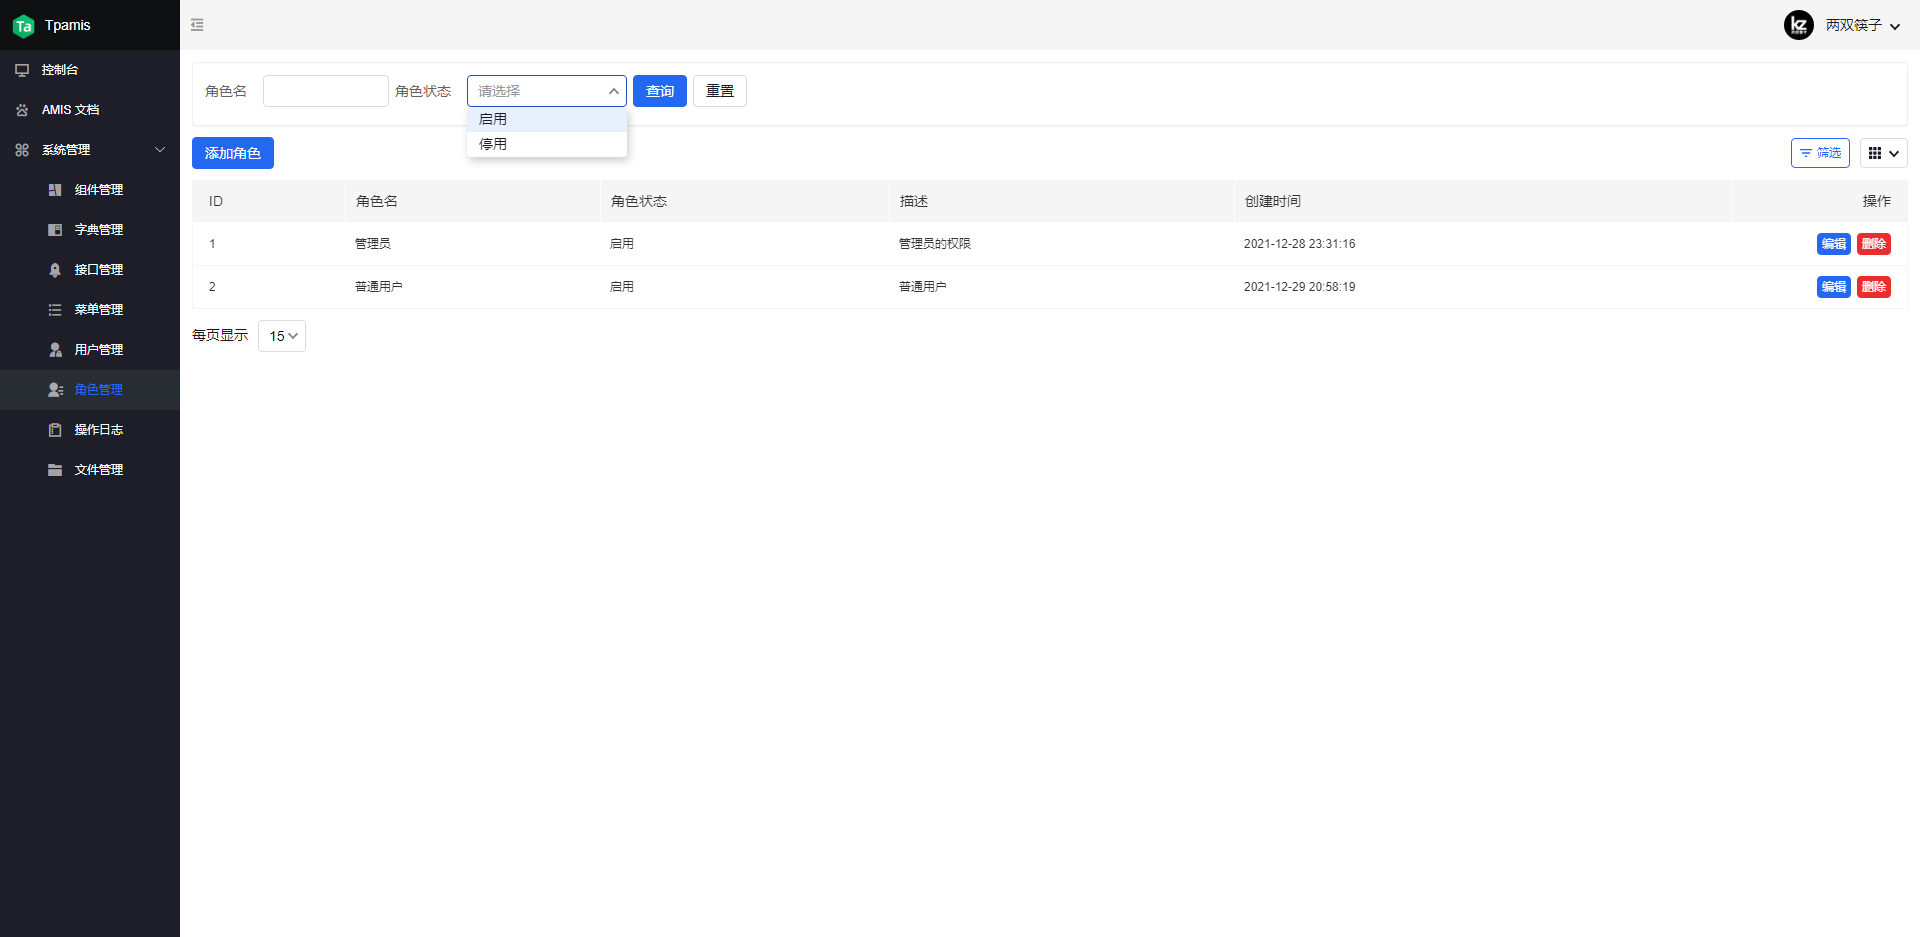 Ta Tpamis
控制台
AMIS 文档
系统管理
组件管理
字典管理
接口管理
菜单管理
用户管理
角色管理
操作日志
文件管理
kz 两双筷子
角色名 角色状态 请选择 查询 重置
启用
停用
添加角色 筛选
ID 角色名 角色状态 描述 创建时间 操作
1 管理员 启用 管理员的权限 2021-12-28 23:31:16 编辑 删除
2 普通用户 启用 普通用户 2021-12-29 20:58:19 编辑 删除
每页显示 15